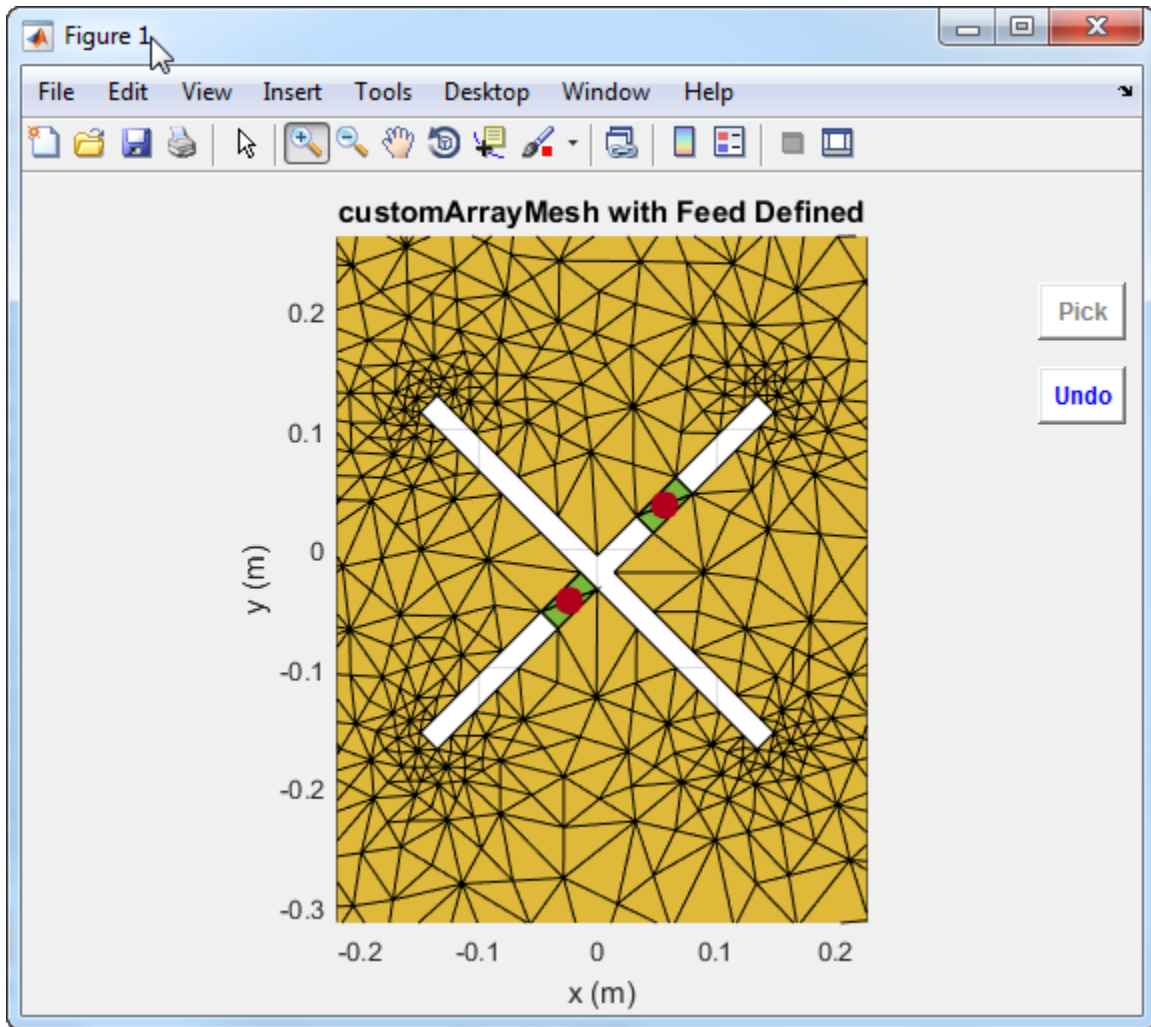 Figure 1
File Edit View Insert Tools Desktop Window Help
customArrayMesh with Feed Defined
Pick
Undo
0.2
0.1
0
-0.1
-0.2
-0.3
y (m)
-0.2 -0.1 0 0.1 0.2
x (m)